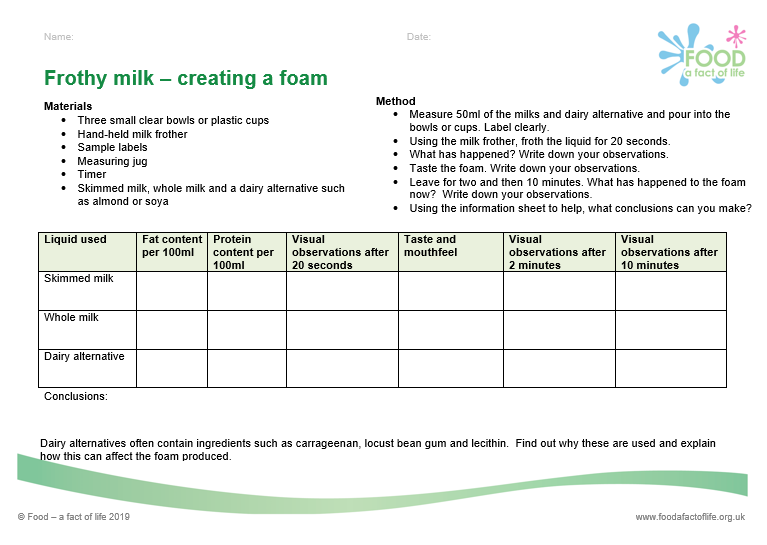 Name:
Date:
FOOD
a fact of life
Frothy milk – creating a foam
Materials
• Three small clear bowls or plastic cups
• Hand-held milk frother
• Sample labels
• Measuring jug
• Timer
• Skimmed milk, whole milk and a dairy alternative such
as almond or soya
Method
• Measure 50ml of the milks and dairy alternative and pour into the
bowls or cups. Label clearly.
• Using the milk frother, froth the liquid for 20 seconds.
• What has happened? Write down your observations.
• Taste the foam. Write down your observations.
• Leave for two and then 10 minutes. What has happened to the foam
now?  Write down your observations.
• Using the information sheet to help, what conclusions can you make?
Liquid used
Fat content
per 100ml
Protein
content per
100ml
Visual
observations after
20 seconds
Taste and
mouthfeel
Visual
observations after
2 minutes
Visual
observations after
10 minutes
Skimmed milk
Whole milk
Dairy alternative
Conclusions:
Dairy alternatives often contain ingredients such as carrageenan, locust bean gum and lecithin.  Find out why these are used and explain
how this can affect the foam produced.
© Food – a fact of life 2019
www.foodafactoflife.org.uk